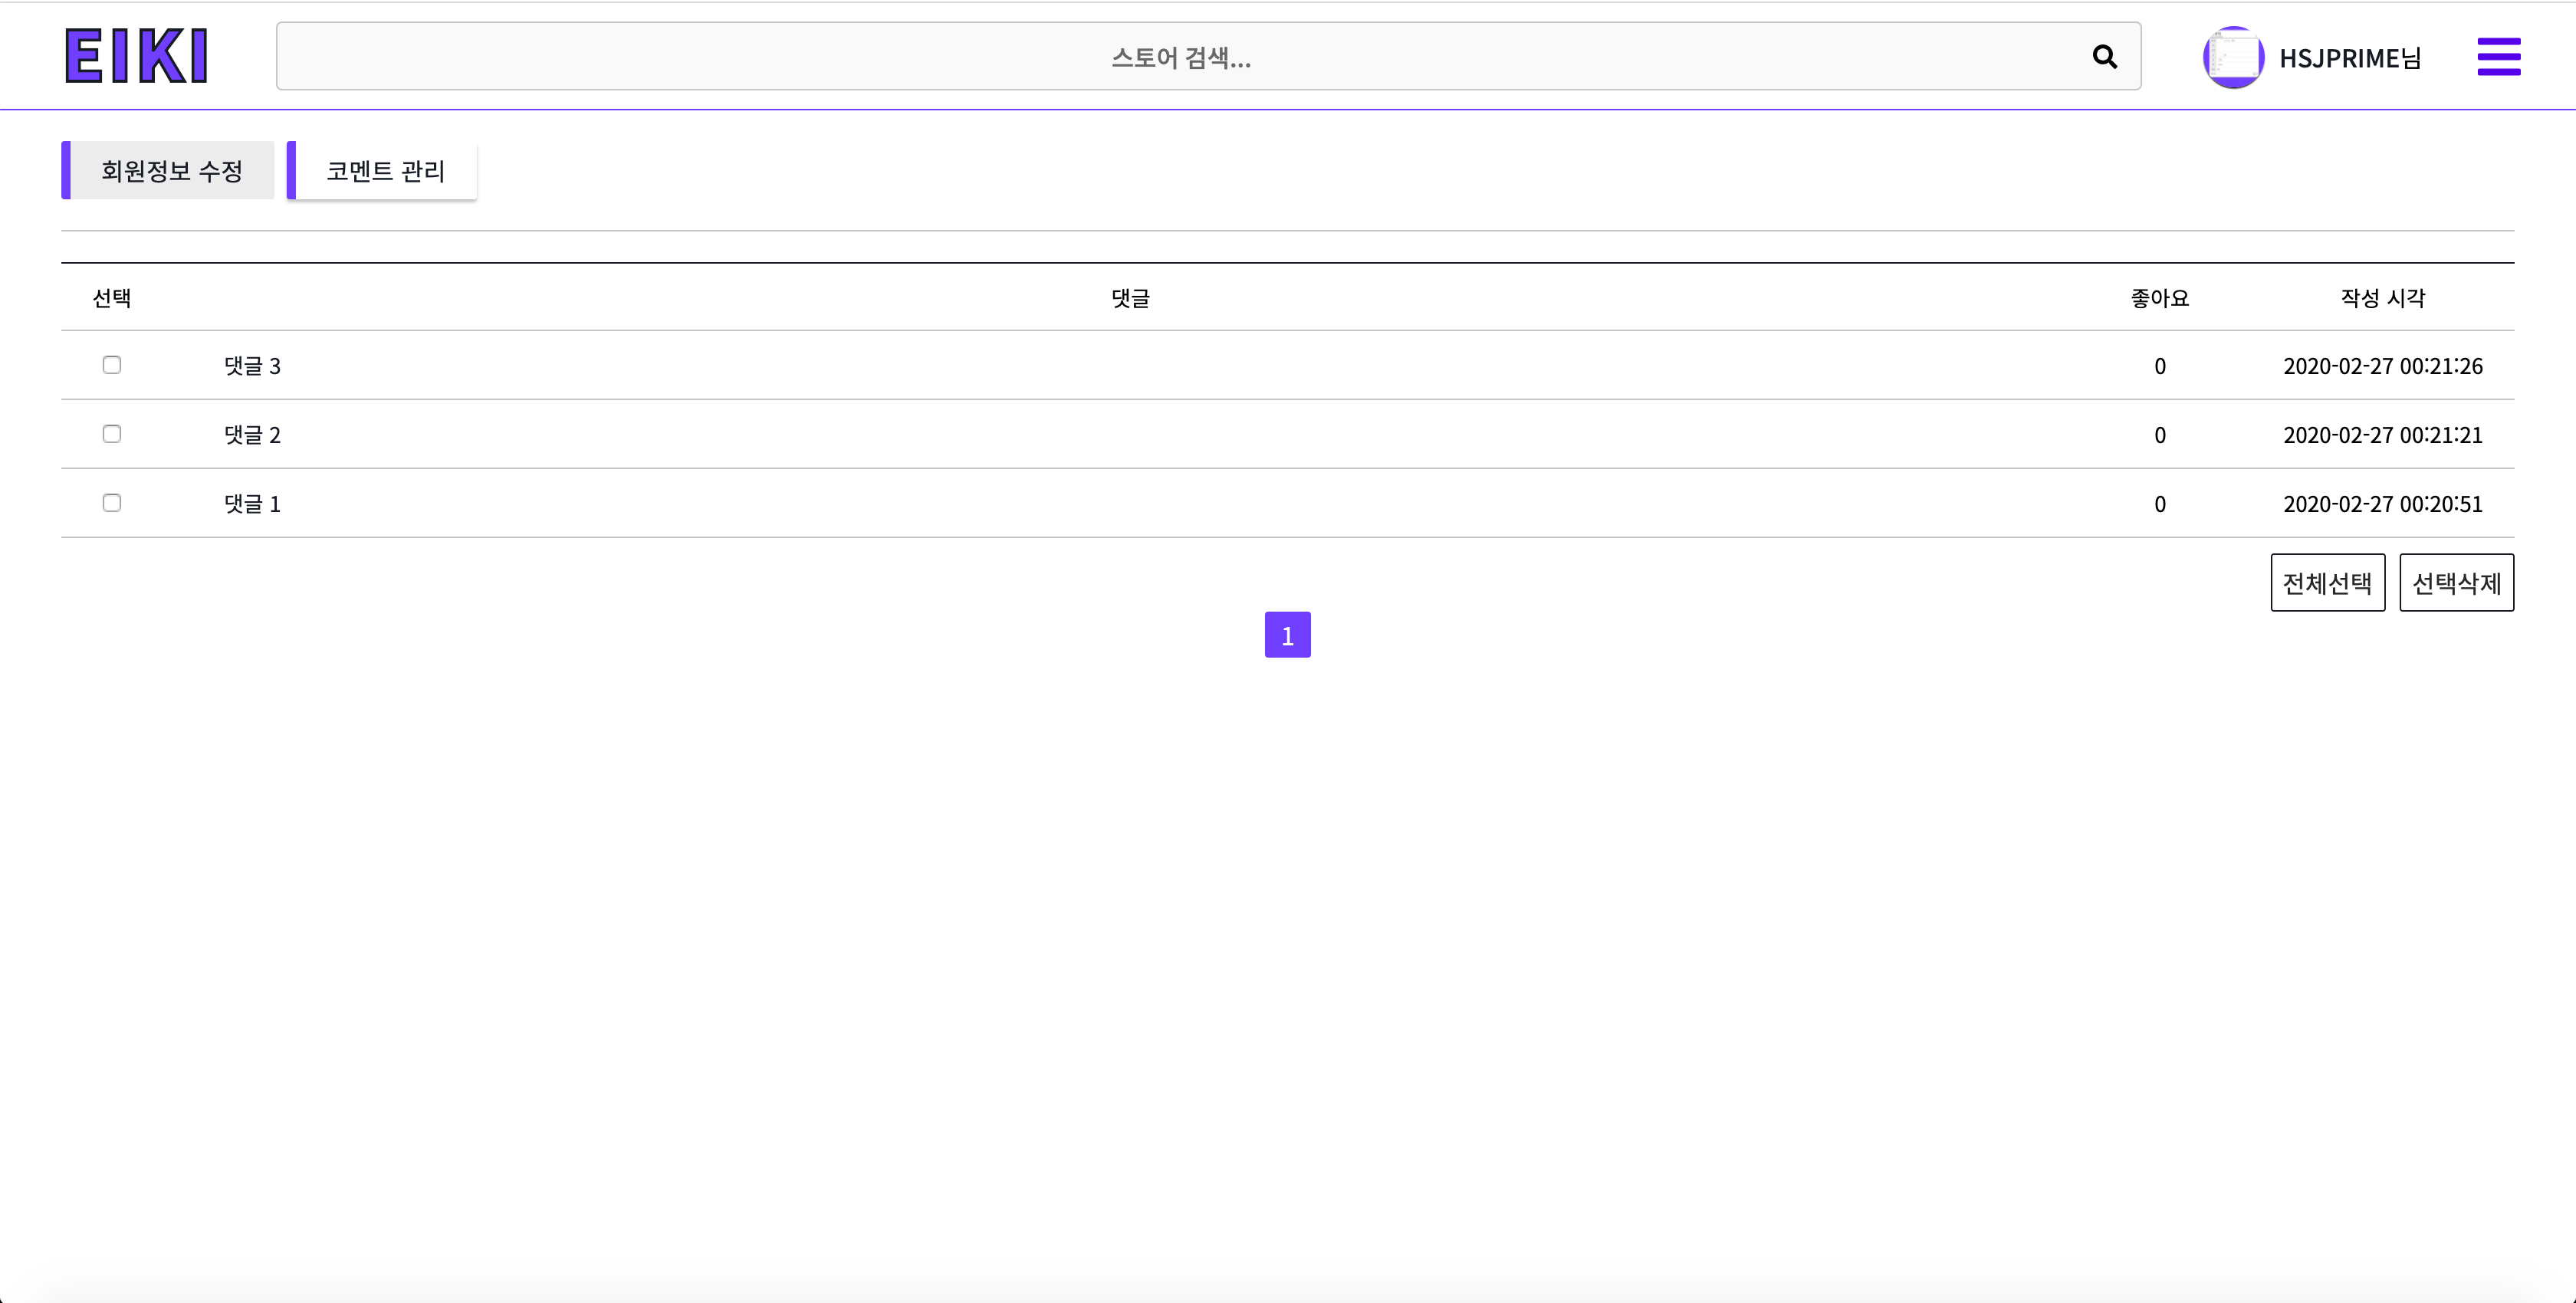 EIKI 스토어 검색... HSJPRIME님
회원정보 수정 코멘트 관리
선택 댓글 좋아요 작성 시각
댓글 3 0 2020-02-27 00:21:26
댓글 2 0 2020-02-27 00:21:21
댓글 1 0 2020-02-27 00:20:51
전체선택 선택삭제
1